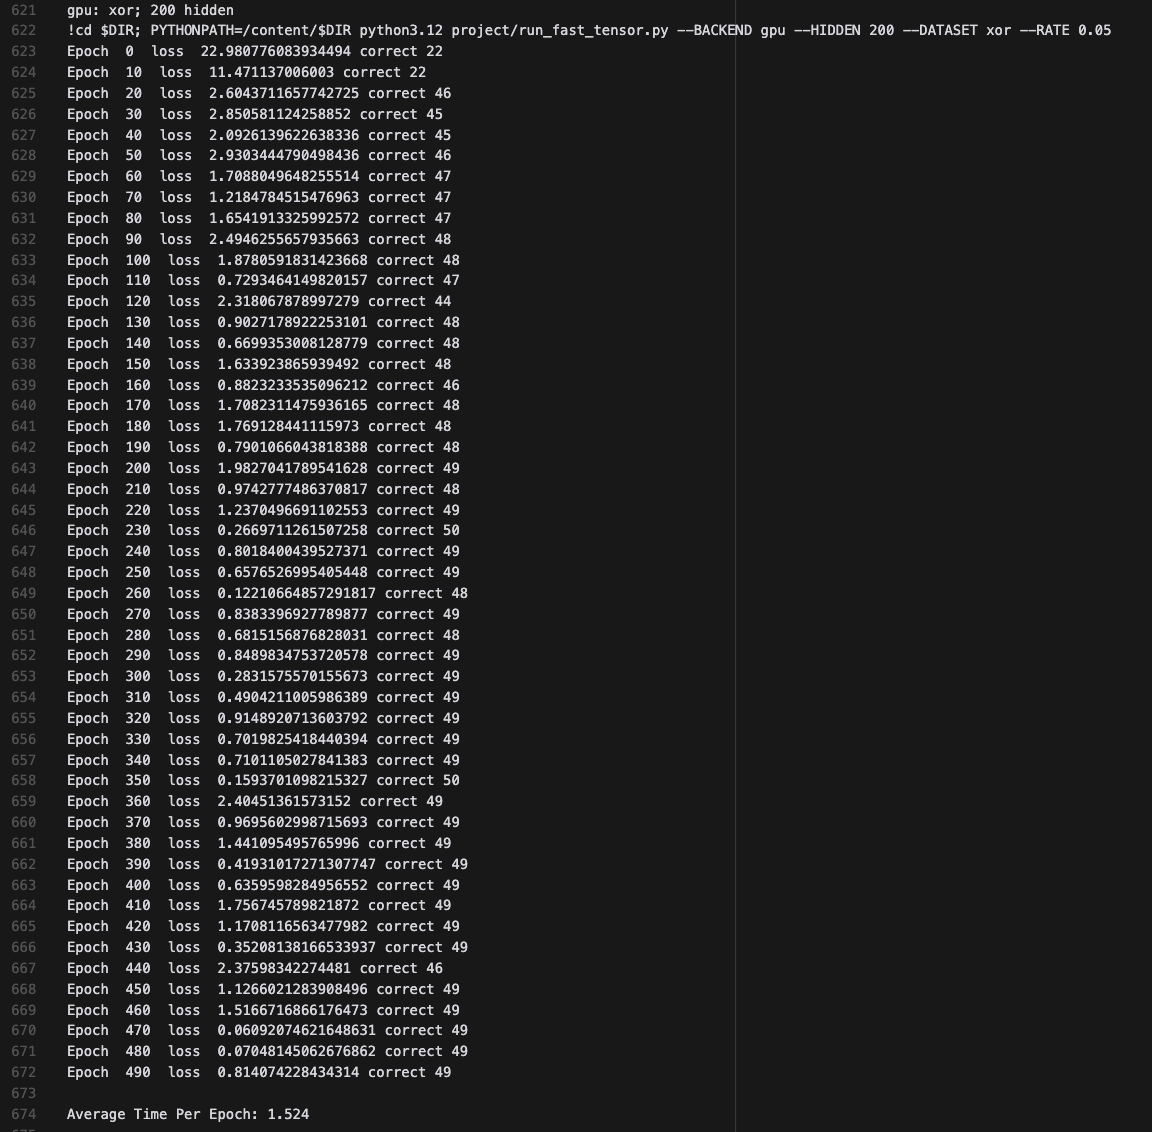 621 gpu: xor; 200 hidden
622 !cd $DIR; PYTHONPATH=/content/$DIR python3.12 project/run_fast_tensor.py --BACKEND gpu --HIDDEN 200 --DATASET xor --RATE 0.05
623 Epoch  0  loss  22.980776083934494 correct 22
624 Epoch  10  loss  11.471137006003 correct 22
625 Epoch  20  loss  2.6043711657742725 correct 46
626 Epoch  30  loss  2.850581124258852 correct 45
627 Epoch  40  loss  2.0926139622638336 correct 45
628 Epoch  50  loss  2.9303444790498436 correct 46
629 Epoch  60  loss  1.7088049648255514 correct 47
630 Epoch  70  loss  1.2184784515476963 correct 47
631 Epoch  80  loss  1.6541913325992572 correct 47
632 Epoch  90  loss  2.4946255657935663 correct 48
633 Epoch  100  loss  1.8780591831423668 correct 48
634 Epoch  110  loss  0.7293464149820157 correct 47
635 Epoch  120  loss  2.318067878997279 correct 44
636 Epoch  130  loss  0.9027178922253101 correct 48
637 Epoch  140  loss  0.6699353008128779 correct 48
638 Epoch  150  loss  1.633923865939492 correct 48
639 Epoch  160  loss  0.8823233535096212 correct 46
640 Epoch  170  loss  1.7082311475936165 correct 48
641 Epoch  180  loss  1.769128441115973 correct 48
642 Epoch  190  loss  0.7901066043818388 correct 48
643 Epoch  200  loss  1.9827041789541628 correct 49
644 Epoch  210  loss  0.9742777486370817 correct 48
645 Epoch  220  loss  1.2370496691102553 correct 49
646 Epoch  230  loss  0.2669711261507258 correct 50
647 Epoch  240  loss  0.8018400439527371 correct 49
648 Epoch  250  loss  0.6576526995405448 correct 49
649 Epoch  260  loss  0.12210664857291817 correct 48
650 Epoch  270  loss  0.8383396927789877 correct 49
651 Epoch  280  loss  0.6815156876828031 correct 48
652 Epoch  290  loss  0.8489834753720578 correct 49
653 Epoch  300  loss  0.2831575570155673 correct 49
654 Epoch  310  loss  0.4904211005986389 correct 49
655 Epoch  320  loss  0.9148920713603792 correct 49
656 Epoch  330  loss  0.7019825418440394 correct 49
657 Epoch  340  loss  0.7101105027841383 correct 49
658 Epoch  350  loss  0.1593701098215327 correct 50
659 Epoch  360  loss  2.40451361573152 correct 49
660 Epoch  370  loss  0.9695602998715693 correct 49
661 Epoch  380  loss  1.441095495765996 correct 49
662 Epoch  390  loss  0.41931017271307747 correct 49
663 Epoch  400  loss  0.6359598284956552 correct 49
664 Epoch  410  loss  1.756745789821872 correct 49
665 Epoch  420  loss  1.1708116563477982 correct 49
666 Epoch  430  loss  0.35208138166533937 correct 49
667 Epoch  440  loss  2.37598342274481 correct 46
668 Epoch  450  loss  1.1266021283908496 correct 49
669 Epoch  460  loss  1.5166716866176473 correct 49
670 Epoch  470  loss  0.06092074621648631 correct 49
671 Epoch  480  loss  0.07048145062676862 correct 49
672 Epoch  490  loss  0.814074228434314 correct 49
673
674 Average Time Per Epoch: 1.524